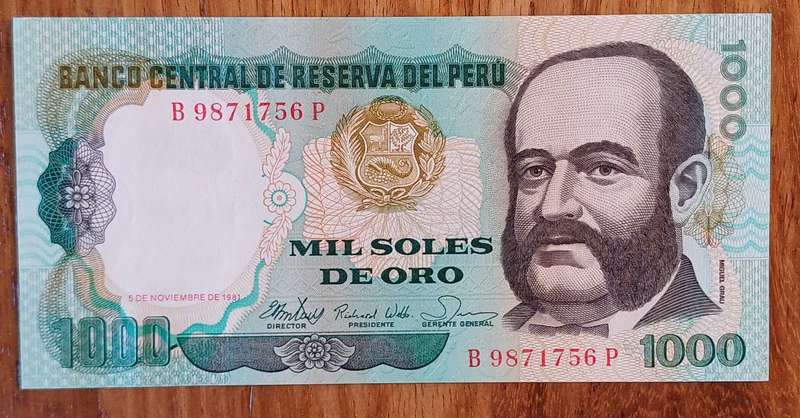 BANCO CENTRAL DE RESERVA DEL PERÚ
1000
B 9871756 P
MIL SOLES
DE ORO
MIGUEL GRAU
5 DE NOVIEMBRE DE 1981
Richard Webb
DIRECTOR PRESIDENTE GERENTE GENERAL
1000
B 9871756 P 1000